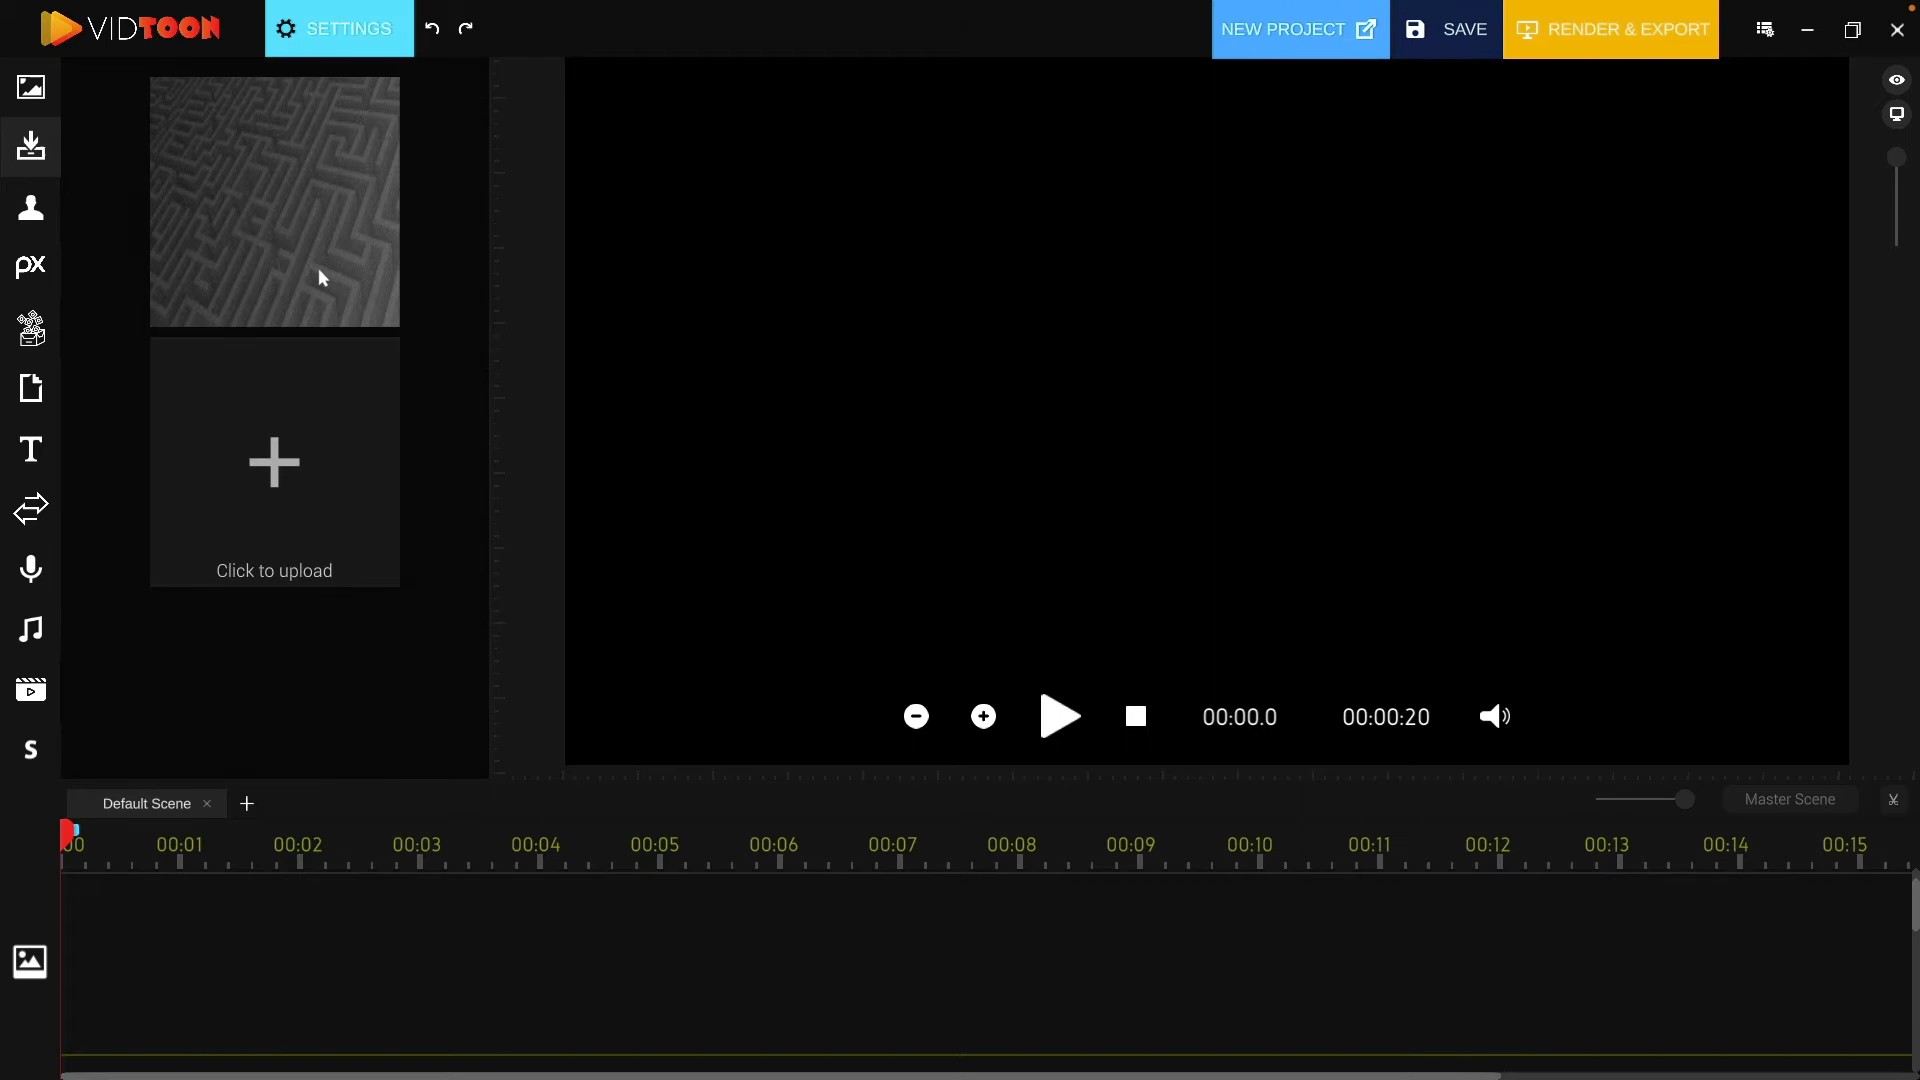 VIDTOON
SETTINGS
NEW PROJECT
SAVE
RENDER & EXPORT
px
T
S
Click to upload
00:00.0
00:00:20
Default Scene
Master Scene
00
00:01
00:02
00:03
00:04
00:05
00:06
00:07
00:08
00:09
00:10
00:11
00:12
00:13
00:14
00:15